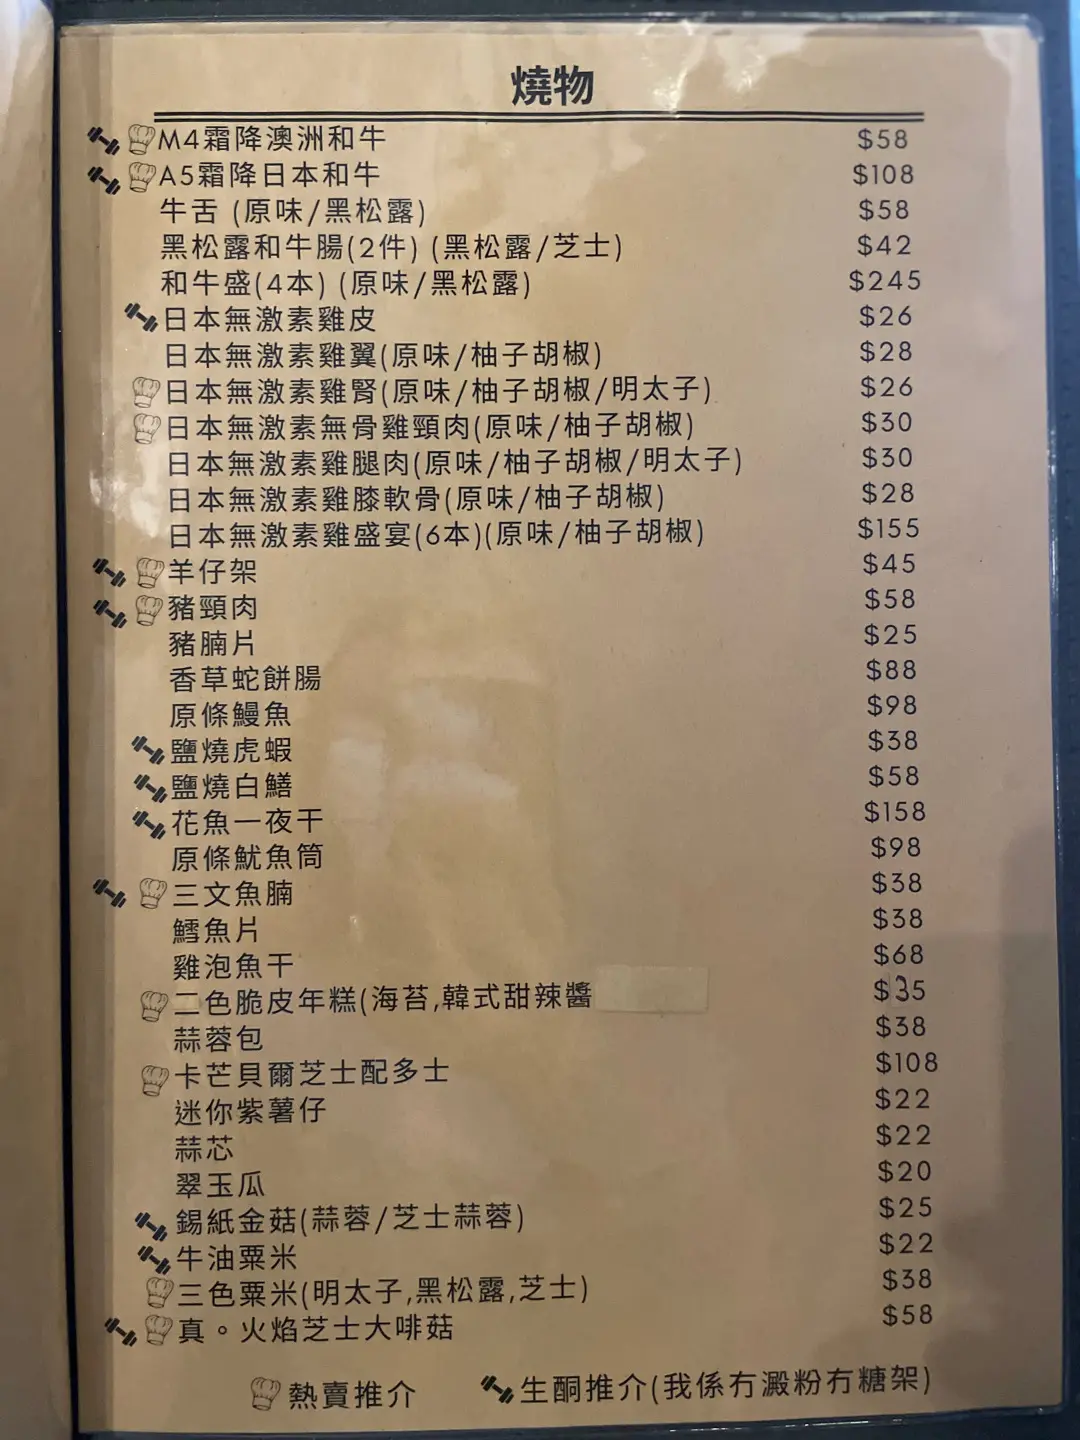 燒物
M4霜降澳洲和牛 $58
A5霜降日本和牛 $108
牛舌 (原味/黑松露) $58
黑松露和牛腸(2件) (黑松露/芝士) $42
和牛盛(4本) (原味/黑松露) $245
日本無激素雞皮 $26
日本無激素雞翼(原味/柚子胡椒) $28
日本無激素雞腎(原味/柚子胡椒/明太子) $26
日本無激素無骨雞頸肉(原味/柚子胡椒) $30
日本無激素雞腿肉(原味/柚子胡椒/明太子) $30
日本無激素雞膝軟骨(原味/柚子胡椒) $28
日本無激素雞盛宴(6本)(原味/柚子胡椒) $155
羊仔架 $45
豬頸肉 $58
豬腩片 $25
香草蛇餅腸 $88
原條鰻魚 $98
鹽燒虎蝦 $38
鹽燒白鱔 $58
花魚一夜干 $158
原條魷魚筒 $98
三文魚腩 $38
鱈魚片 $38
雞泡魚干 $68
二色脆皮年糕(海苔,韓式甜辣醬 $35
蒜蓉包 $38
卡芒貝爾芝士配多士 $108
迷你紫薯仔 $22
蒜芯 $22
翠玉瓜 $20
錫紙金菇(蒜蓉/芝士蒜蓉) $25
牛油粟米 $22
三色粟米(明太子,黑松露,芝士) $38
真。火焰芝士大啡菇 $58
熱賣推介 生酮推介(我係冇澱粉冇糖架)